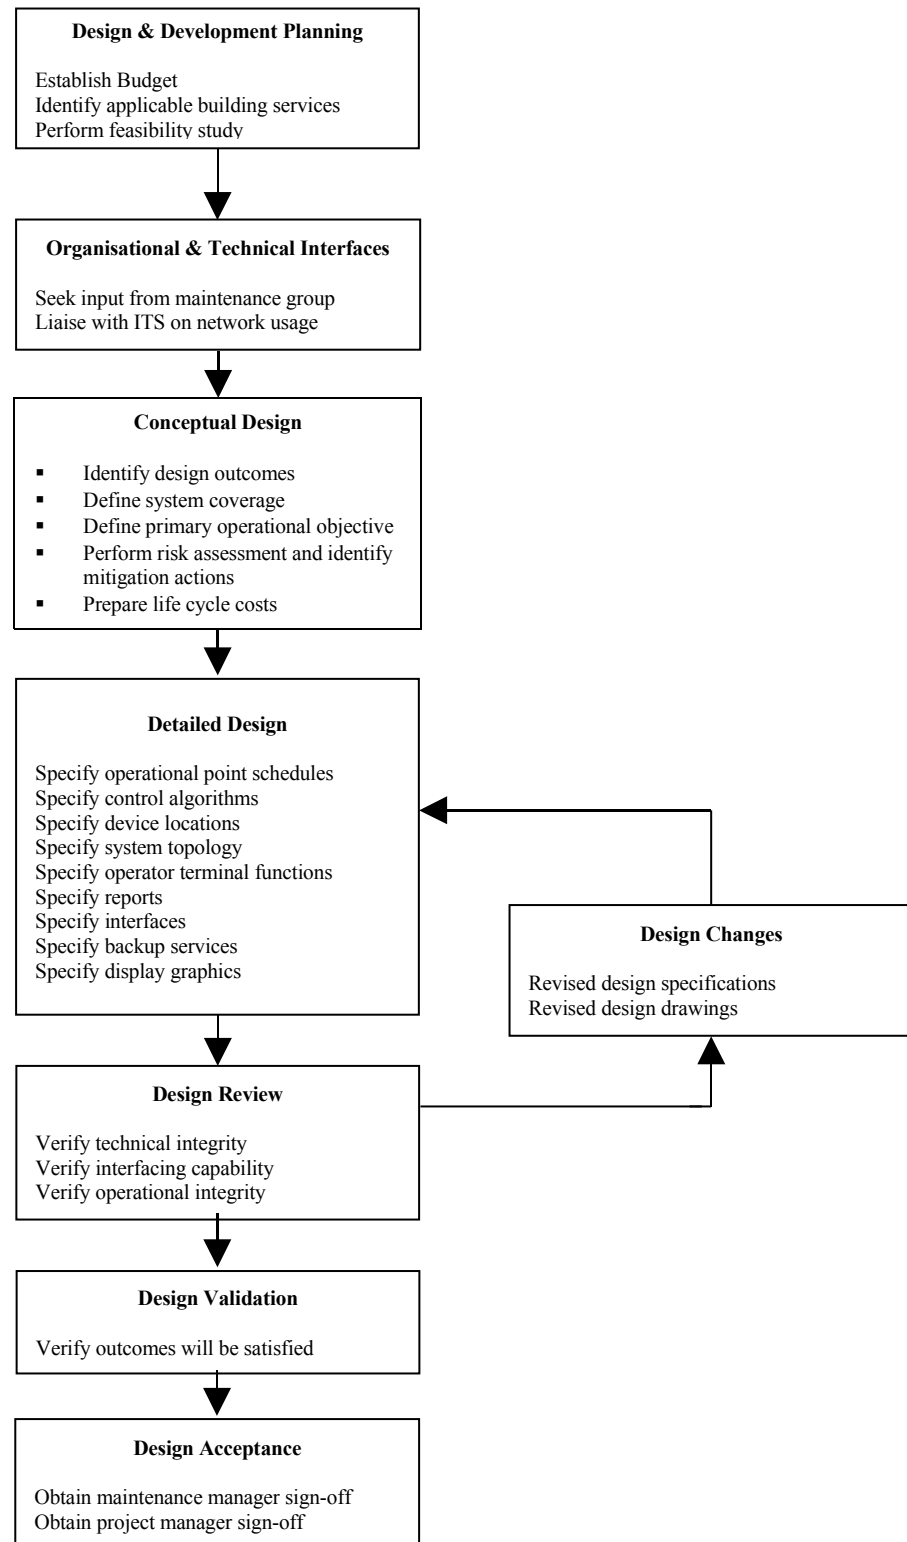 Design & Development Planning
Establish Budget
Identify applicable building services
Perform feasibility study
Organisational & Technical Interfaces
Seek input from maintenance group
Liaise with ITS on network usage
Conceptual Design
▪ Identify design outcomes
▪ Define system coverage
▪ Define primary operational objective
▪ Perform risk assessment and identify
mitigation actions
▪ Prepare life cycle costs
Detailed Design
Specify operational point schedules
Specify control algorithms
Specify device locations
Specify system topology
Specify operator terminal functions
Specify reports
Specify interfaces
Specify backup services
Specify display graphics
Design Changes
Revised design specifications
Revised design drawings
Design Review
Verify technical integrity
Verify interfacing capability
Verify operational integrity
Design Validation
Verify outcomes will be satisfied
Design Acceptance
Obtain maintenance manager sign-off
Obtain project manager sign-off